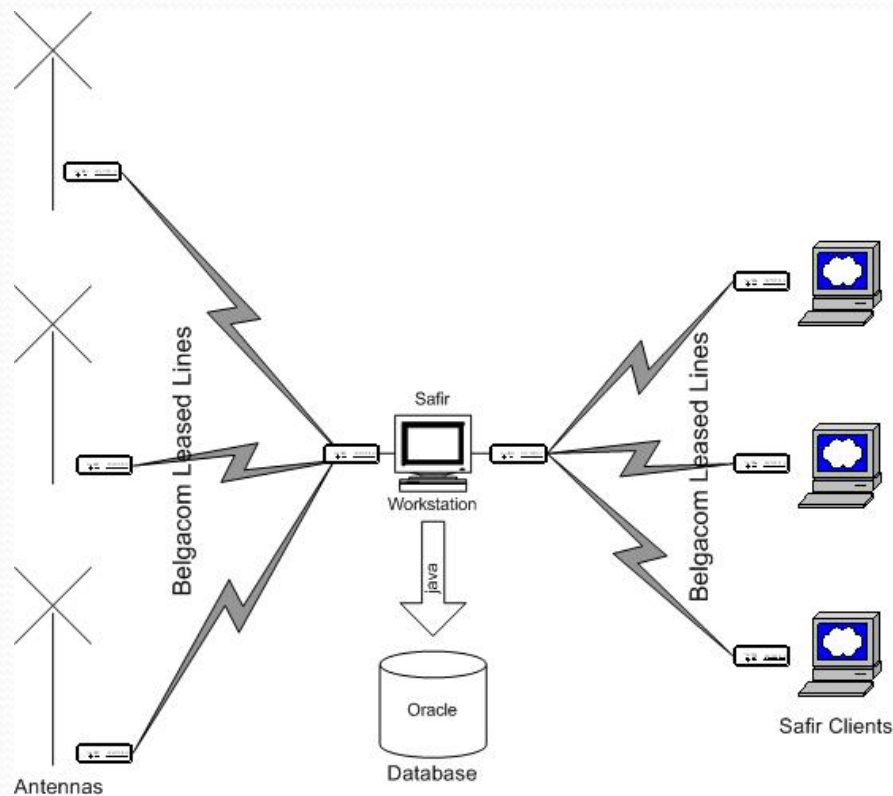 Belgacom Leased Lines
Safir
Workstation
Belgacom Leased Lines
java
Oracle
Database
Safir Clients
Antennas